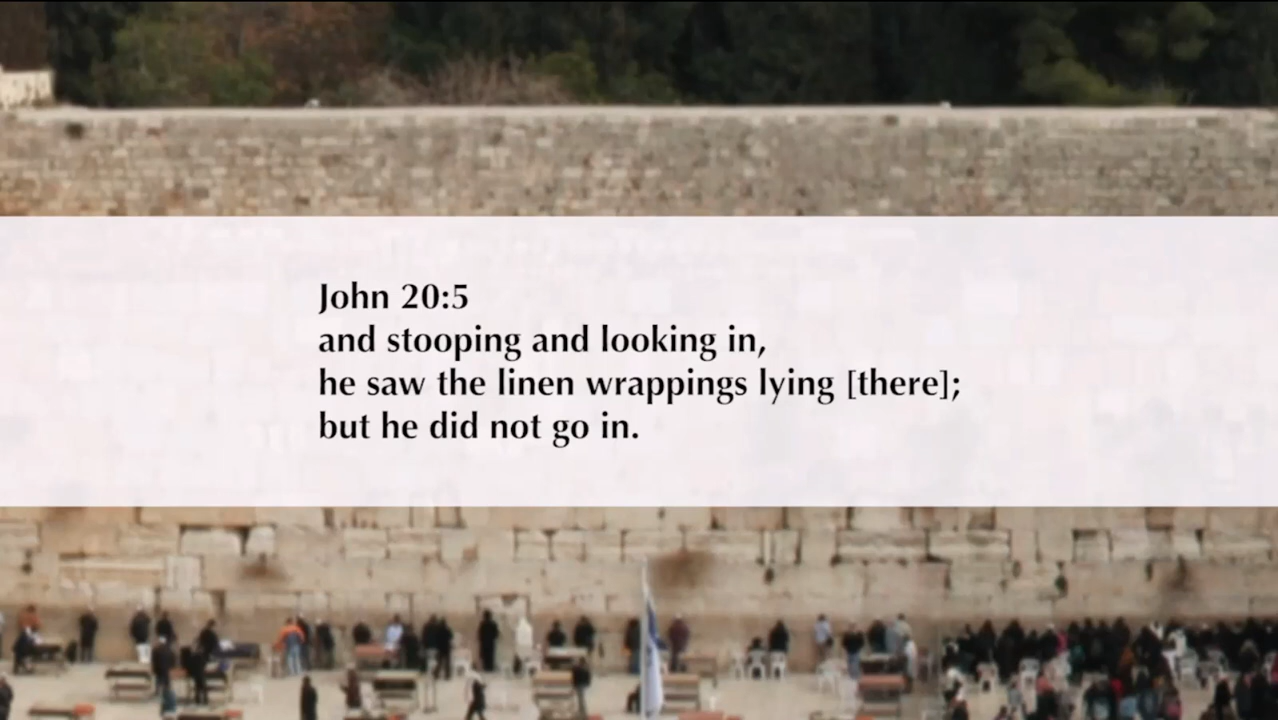 John 20:5
and stooping and looking in,
he saw the linen wrappings lying [there];
but he did not go in.